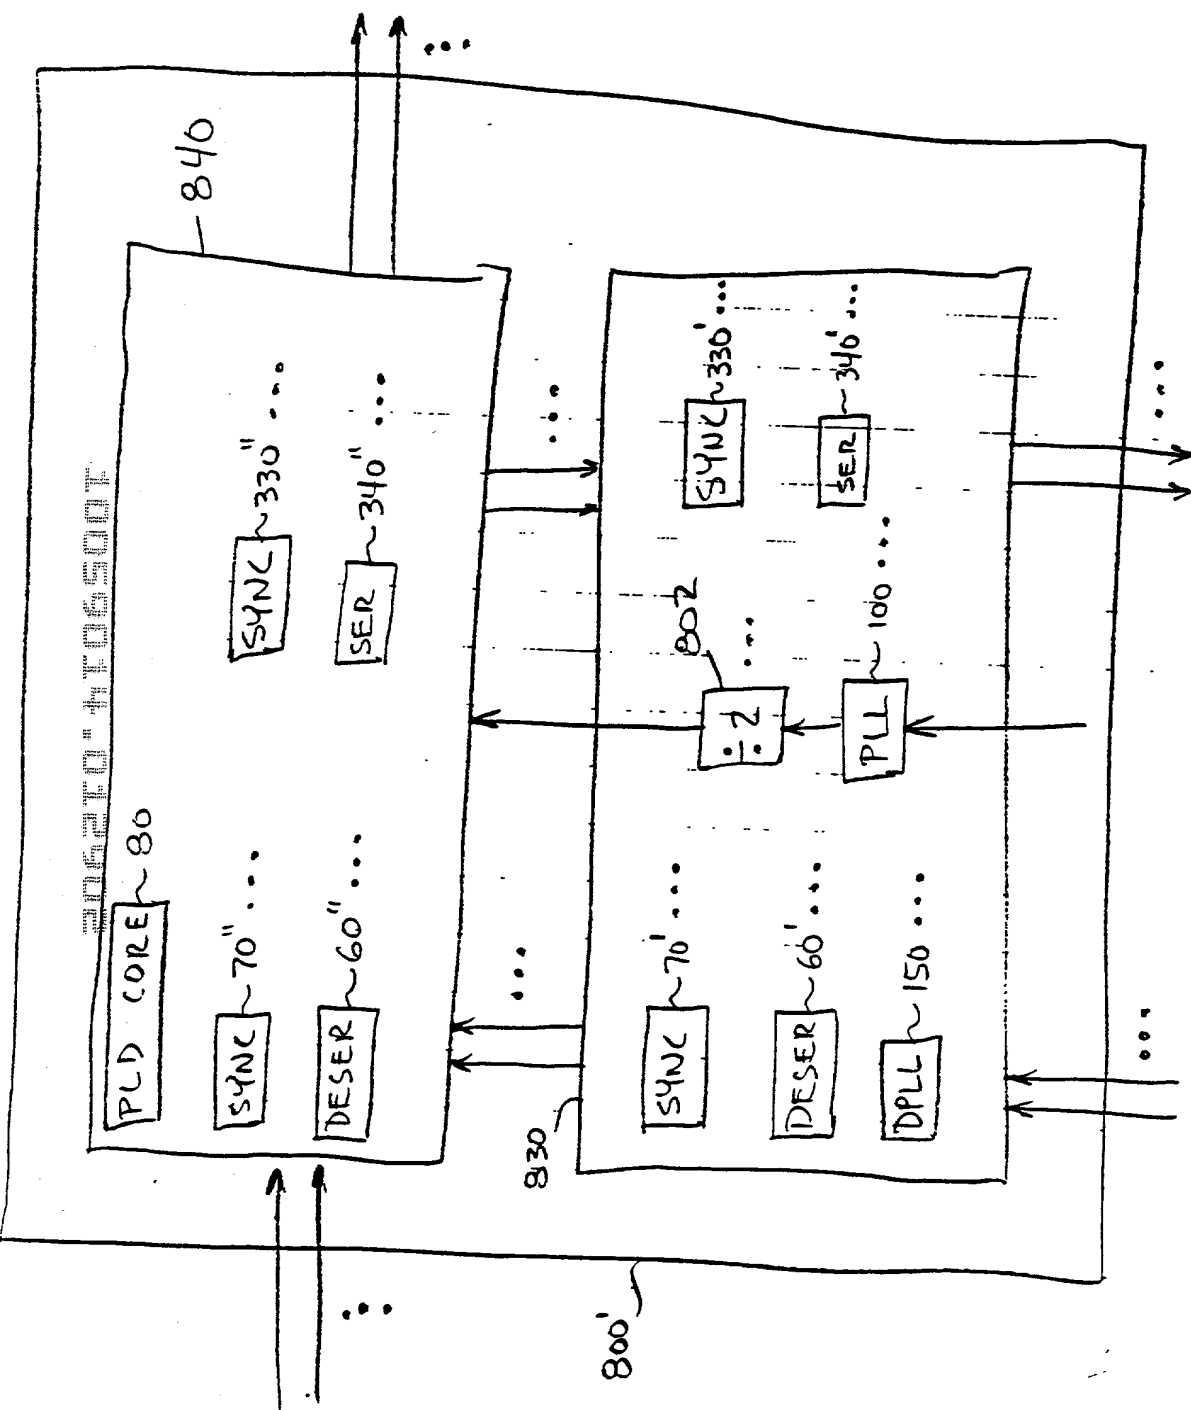 840
PLD CORE 80
SYNC 70" •••
SYNC 330" •••
DESER 60" •••
SER 340" •••
•••
•••
830
SYNC 70' •••
÷2 •••
802
SYNC 330' •••
DESER 60' •••
DPLL 150 •••
PLL 100 •••
SER 340' •••
•••
•••
•••
•••
800'